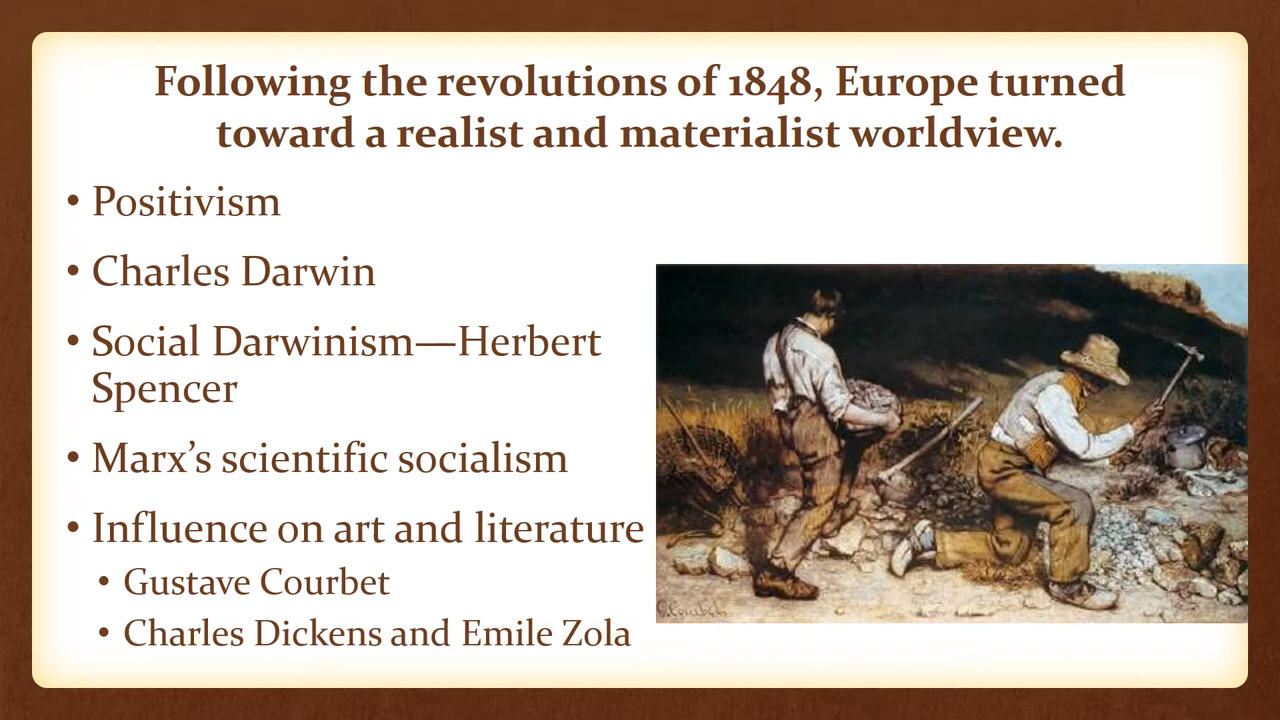 Following the revolutions of 1848, Europe turned
toward a realist and materialist worldview.
• Positivism
• Charles Darwin
• Social Darwinism—Herbert
Spencer
• Marx’s scientific socialism
• Influence on art and literature
• Gustave Courbet
• Charles Dickens and Emile Zola
G. Courbet